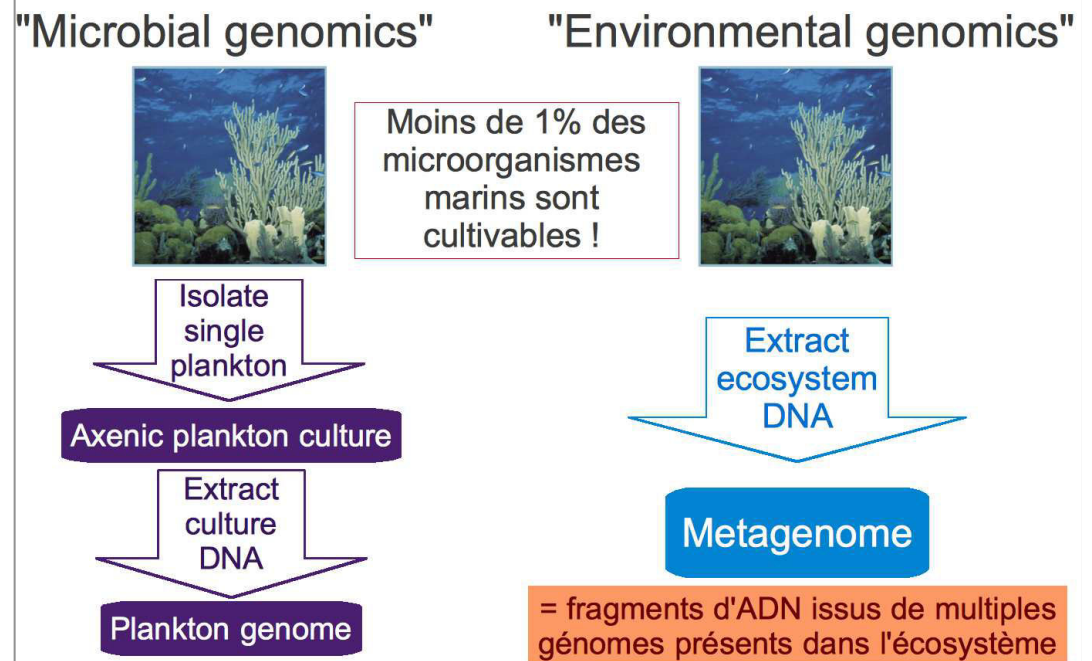 "Microbial genomics"
"Environmental genomics"
Moins de 1% des
microorganismes
marins sont
cultivables !
Isolate
single
plankton
Axenic plankton culture
Extract
culture
DNA
Plankton genome
Extract
ecosystem
DNA
Metagenome
= fragments d'ADN issus de multiples
génomes présents dans l'écosystème